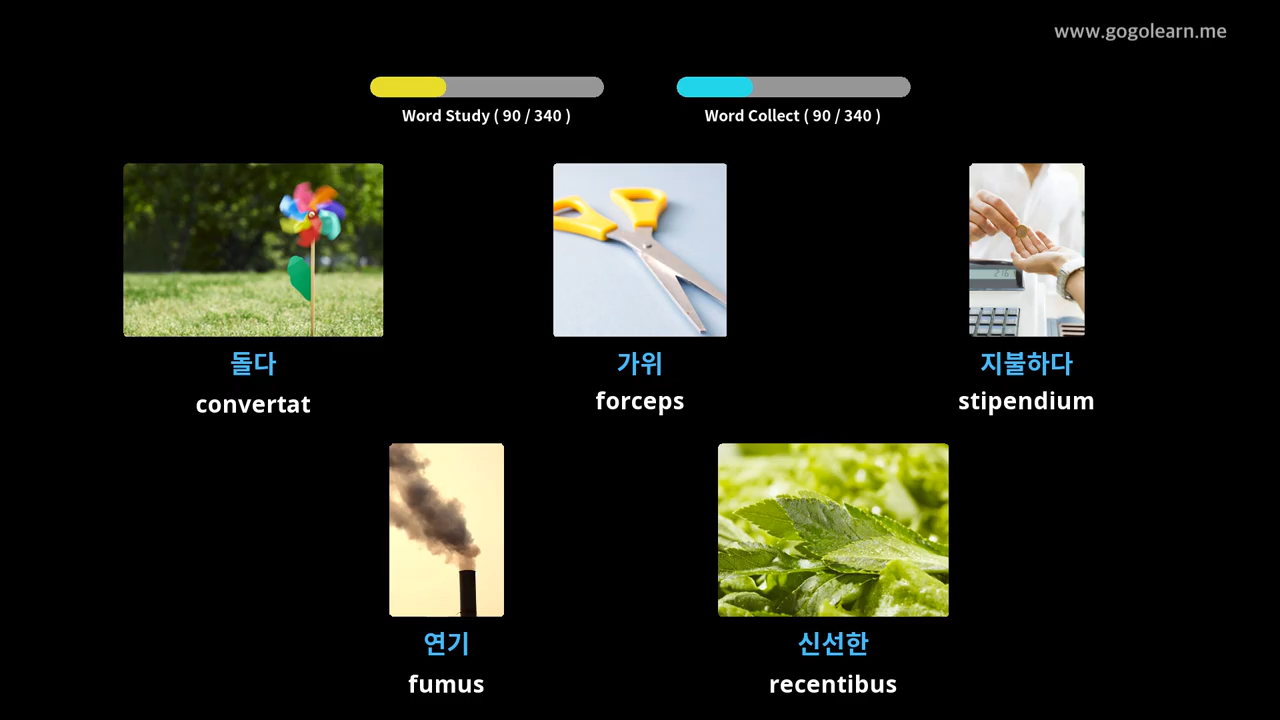 www.gogolearn.me
Word Study ( 90 / 340 )
Word Collect ( 90 / 340 )
돌다
convertat
가위
forceps
지불하다
stipendium
연기
fumus
신선한
recentibus